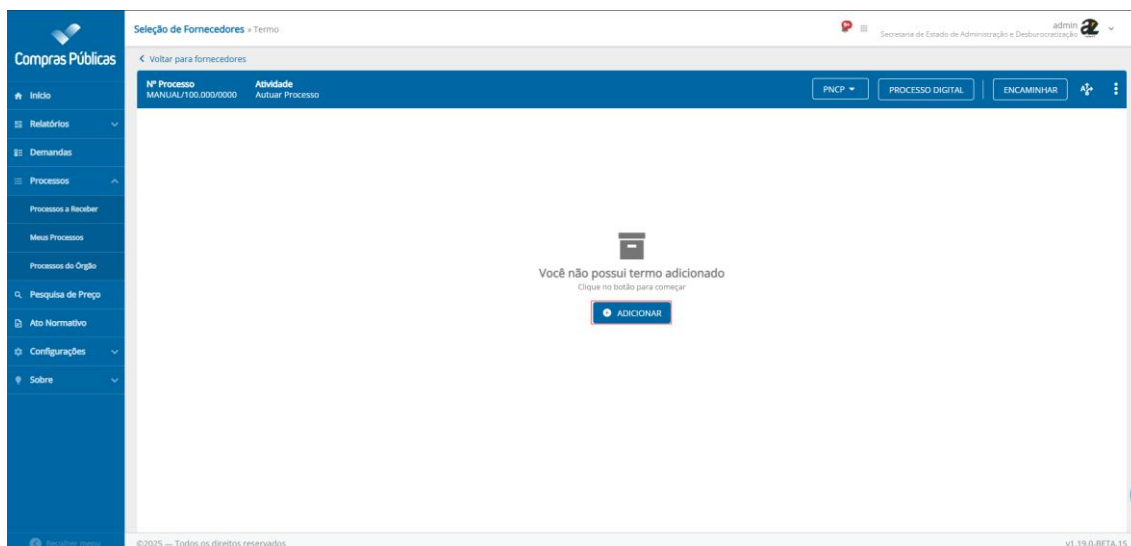 Compras Públicas
Início
Relatórios
Demandas
Processos
Processos a Receber
Meus Processos
Processos do Órgão
Pesquisa de Preço
Ato Normativo
Configurações
Sobre
Recolher menu
Seleção de Fornecedores » Termo
admin
Secretaria de Estado de Administração e Desburocratização
Voltar para fornecedores
Nº Processo
MANUAL/100.000/0000
Atividade
Autuar Processo
PNCP
PROCESSO DIGITAL
ENCAMINHAR
Você não possui termo adicionado
Clique no botão para começar
ADICIONAR
©2025 — Todos os direitos reservados.
v1.19.0-BETA.15